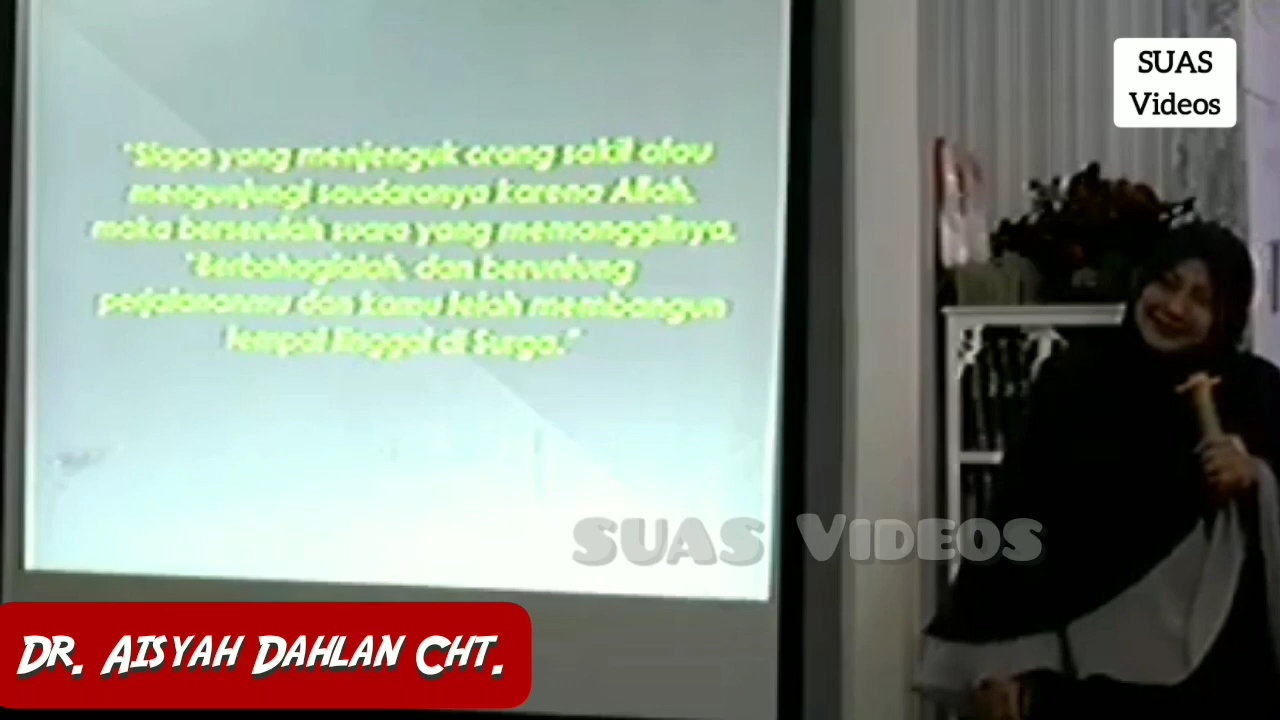 "Siapa yang menjenguk orang sakit atau
mengunjungi saudaranya karena Allah,
maka berserulah suara yang memanggilnya,
"Berbahagialah, dan beruntung
perjalananmu dan kamu telah membangun
tempat tinggal di Surga."
SUAS
Videos
SUAS Videos
Dr. Aisyah Dahlan Cht.